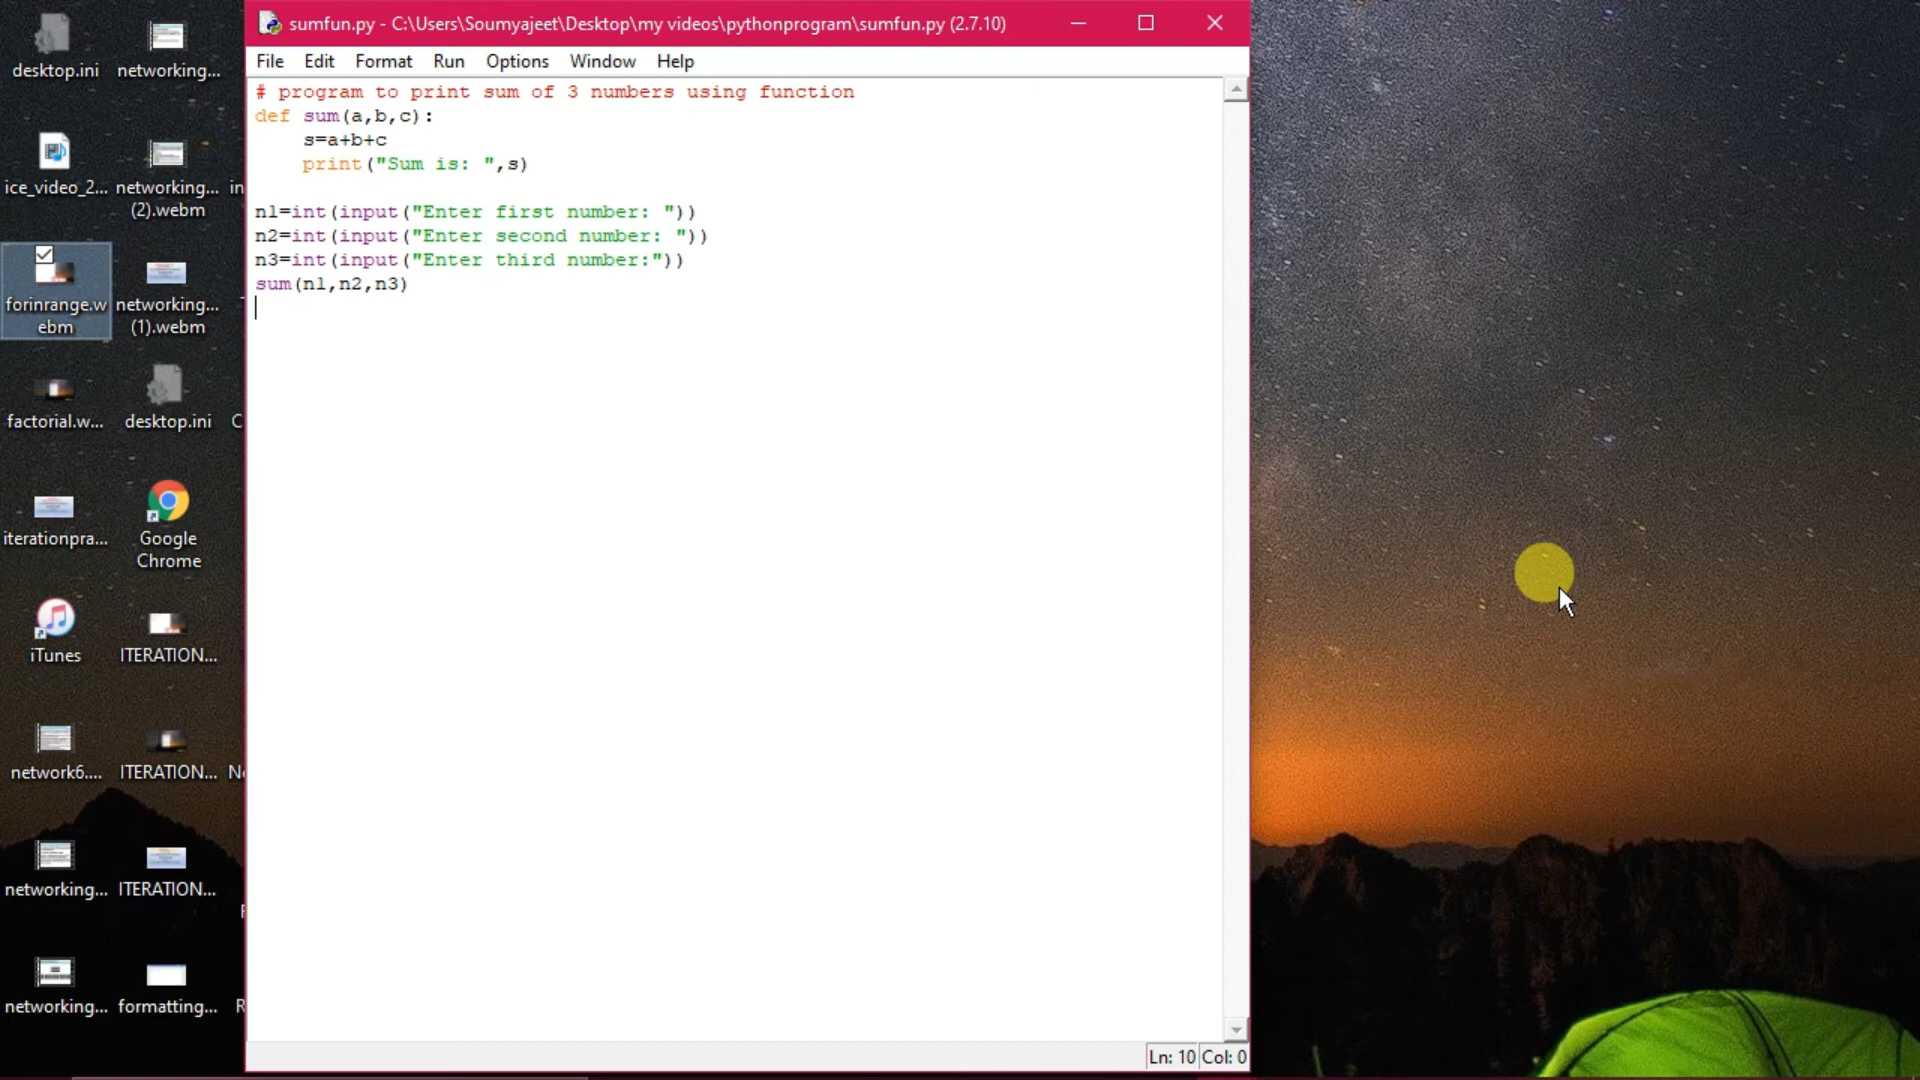 sumfun.py - C:\Users\Soumyajeet\Desktop\my videos\pythonprogram\sumfun.py (2.7.10)
File Edit Format Run Options Window Help
# program to print sum of 3 numbers using function
def sum(a,b,c):
    s=a+b+c
    print("Sum is: ",s)
n1=int(input("Enter first number: "))
n2=int(input("Enter second number: "))
n3=int(input("Enter third number:"))
sum(n1,n2,n3)
Ln: 10 Col: 0
desktop.ini
networking...
ice_video_2...
networking...
(2).webm
in
forinrange.w
ebm
networking...
(1).webm
factorial.w...
desktop.ini
C
iterationpra...
Google
Chrome
iTunes
ITERATION...
network6....
ITERATION...
networking...
ITERATION...
networking...
formatting...